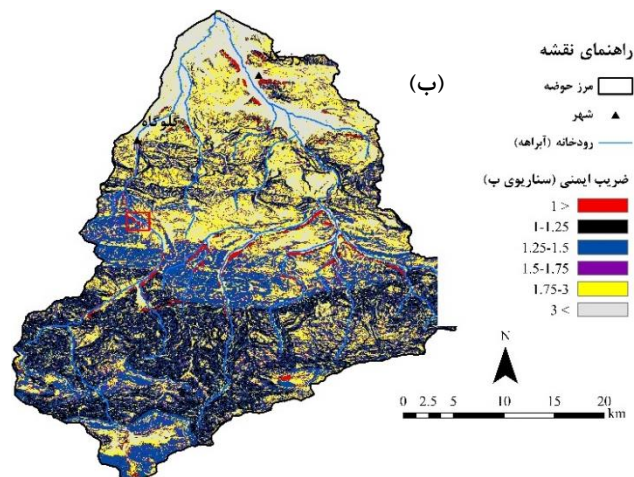 راهنمای نقشه
مرز حوضه
شهر
رودخانه (آبراهه)
ضریب ایمنی (سناریوی ب)
1 >
1-1.25
1.25-1.5
1.5-1.75
1.75-3
3 <
(ب)
گلوگاه
N
0 2.5 5 10 15 20
km